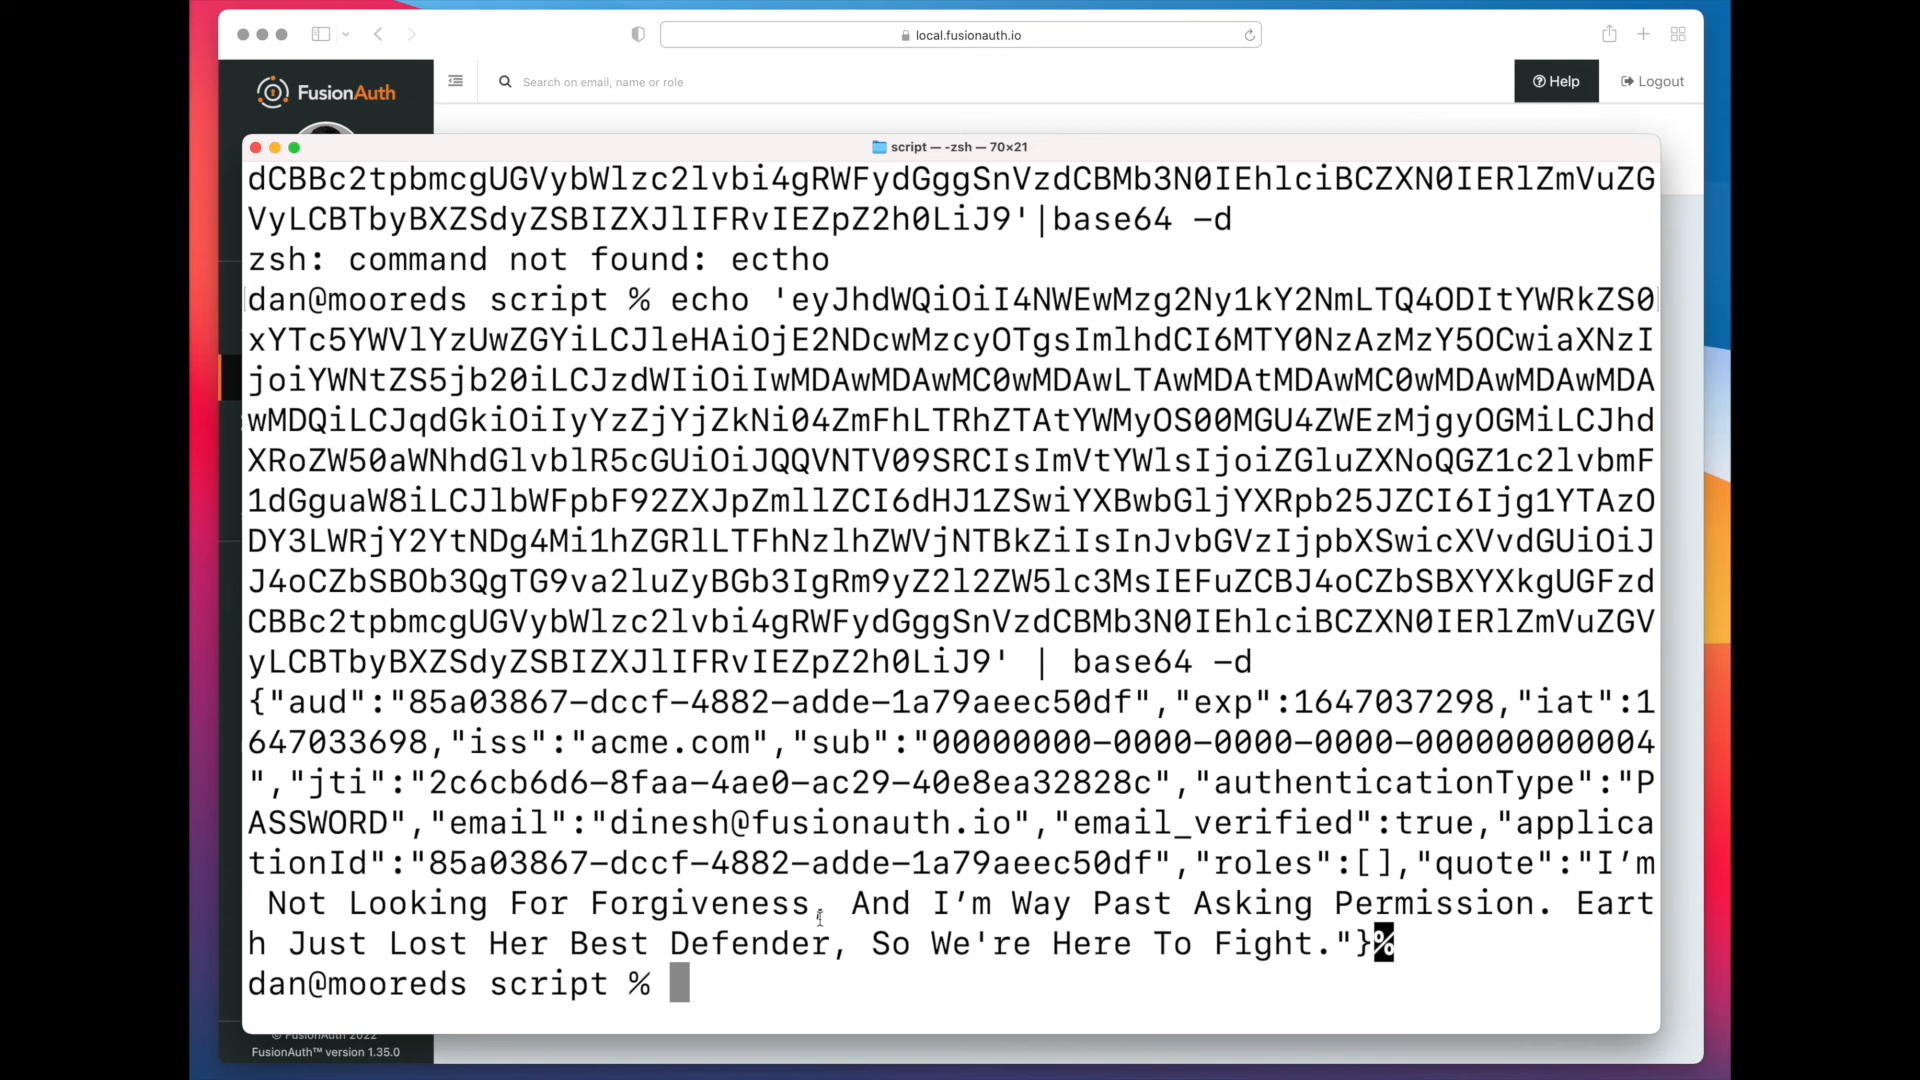 local.fusionauth.io
FusionAuth
Search on email, name or role
Help
Logout
script — -zsh — 70×21
dCBBc2tpbmcgUGVybWlzc2lvbi4gRWFydGggSnVzdCBMb3N0IEhlciBCZXN0IERlZmVuZG
VyLCBTbyBXZSdyZSBIZXJlIFRvIEZpZ2h0LiJ9'|base64 -d
zsh: command not found: ectho
dan@mooreds script % echo 'eyJhdWQiOiI4NWEwMzg2Ny1kY2NmLTQ4ODItYWRkZS0
xYTc5YWVlYzUwZGYiLCJleHAiOjE2NDcwMzcyOTgsImlhdCI6MTY0NzAzMzY5OCwiaXNzI
joiYWNtZS5jb20iLCJzdWIiOiIwMDAwMDAwMC0wMDAwLTAwMDAtMDAwMC0wMDAwMDAwMDA
wMDQiLCJqdGkiOiIyYzZjYjZkNi04ZmFhLTRhZTAtYWMyOS00MGU4ZWEzMjgyOGMiLCJhd
XRoZW50aWNhdGlvblR5cGUiOiJQQVNTV09SRCIsImVtYWlsIjoiZGluZXNoQGZ1c2lvbmF
1dGguaW8iLCJlbWFpbF92ZXJpZmllZCI6dHJ1ZSwiYXBwbGljYXRpb25JZCI6Ijg1YTAzO
DY3LWRjY2YtNDg4Mi1hZGRlLTFhNzlhZWVjNTBkZiIsInJvbGVzIjpbXSwicXVvdGUiOiJ
J4oCZbSBOb3QgTG9va2luZyBGb3IgRm9yZ2l2ZW5lc3MsIEFuZCBJ4oCZbSBXYXkgUGFzd
CBBc2tpbmcgUGVybWlzc2lvbi4gRWFydGggSnVzdCBMb3N0IEhlciBCZXN0IERlZmVuZGV
yLCBTbyBXZSdyZSBIZXJlIFRvIEZpZ2h0LiJ9' | base64 -d
{"aud":"85a03867-dccf-4882-adde-1a79aeec50df","exp":1647037298,"iat":1
647033698,"iss":"acme.com","sub":"00000000-0000-0000-0000-000000000004
","jti":"2c6cb6d6-8faa-4ae0-ac29-40e8ea32828c","authenticationType":"P
ASSWORD","email":"dinesh@fusionauth.io","email_verified":true,"applica
tionId":"85a03867-dccf-4882-adde-1a79aeec50df","roles":[],"quote":"I’m
 Not Looking For Forgiveness, And I’m Way Past Asking Permission. Eart
h Just Lost Her Best Defender, So We're Here To Fight."}%
dan@mooreds script %
© FusionAuth 2022
FusionAuth™ version 1.35.0